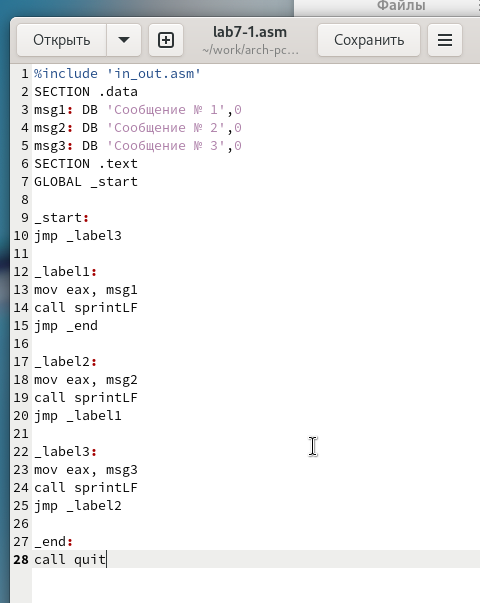 Файлы
Открыть
lab7-1.asm
~/work/arch-pc...
Сохранить
1 %include 'in_out.asm'
2 SECTION .data
3 msg1: DB 'Сообщение № 1',0
4 msg2: DB 'Сообщение № 2',0
5 msg3: DB 'Сообщение № 3',0
6 SECTION .text
7 GLOBAL _start
8
9 _start:
10 jmp _label3
11
12 _label1:
13 mov eax, msg1
14 call sprintLF
15 jmp _end
16
17 _label2:
18 mov eax, msg2
19 call sprintLF
20 jmp _label1
21
22 _label3:
23 mov eax, msg3
24 call sprintLF
25 jmp _label2
26
27 _end:
28 call quit